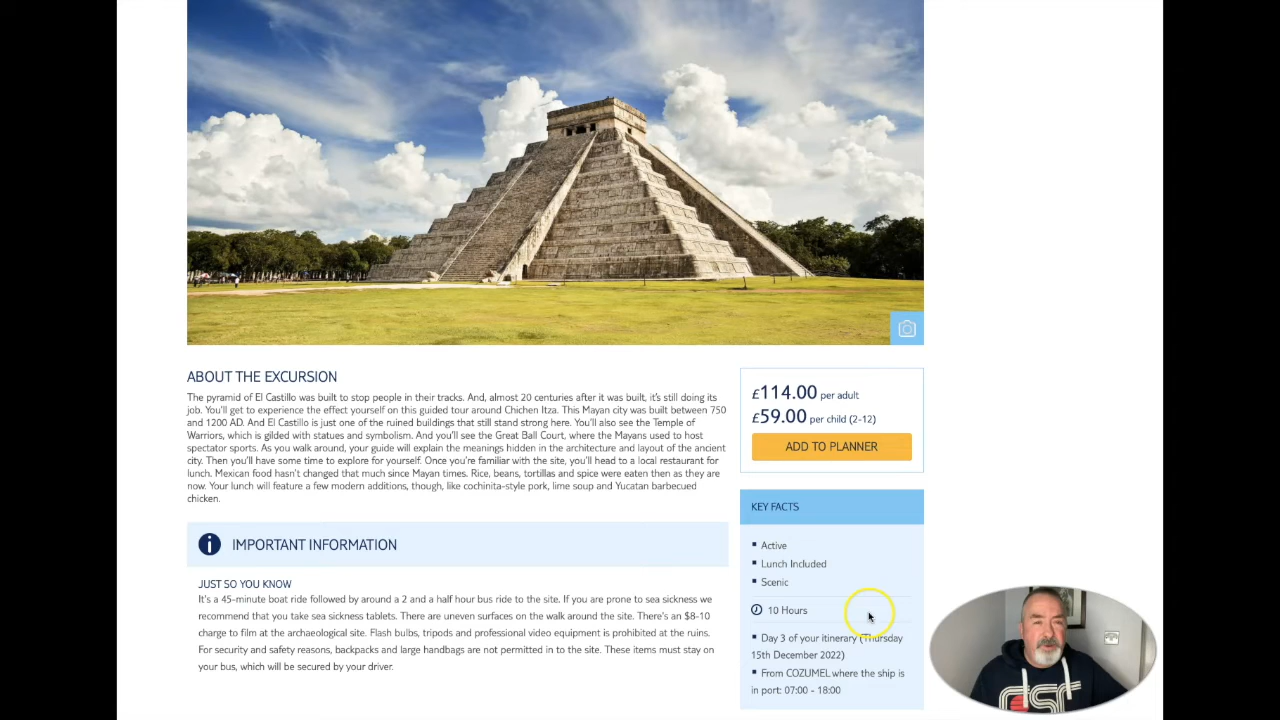 ABOUT THE EXCURSION
The pyramid of El Castillo was built to stop people in their tracks. And, almost 20 centuries after it was built, it's still doing its
job. You'll get to experience the effect yourself on this guided tour around Chichen Itza. This Mayan city was built between 750
and 1200 AD. And El Castillo is just one of the ruined buildings that still stand strong here. You'll also see the Temple of
Warriors, which is gilded with statues and symbolism. And you'll see the Great Ball Court, where the Mayans used to host
spectator sports. As you walk around, your guide will explain the meanings hidden in the architecture and layout of the ancient
city. Then you'll have some time to explore for yourself. Once you're familiar with the site, you'll head to a local restaurant for
lunch. Mexican food hasn't changed that much since Mayan times. Rice, beans, tortillas and spice were eaten then as they are
now. Your lunch will feature a few modern additions, though, like cochinita-style pork, lime soup and Yucatan barbecued
chicken.
IMPORTANT INFORMATION
JUST SO YOU KNOW
It's a 45-minute boat ride followed by around a 2 and a half hour bus ride to the site. If you are prone to sea sickness we
recommend that you take sea sickness tablets. There are uneven surfaces on the walk around the site. There's an $8-10
charge to film at the archaeological site. Flash bulbs, tripods and professional video equipment is prohibited at the ruins.
For security and safety reasons, backpacks and large handbags are not permitted in to the site. These items must stay on
your bus, which will be secured by your driver.
£114.00 per adult
£59.00 per child (2-12)
ADD TO PLANNER
KEY FACTS
Active
Lunch Included
Scenic
10 Hours
Day 3 of your itinerary (Thursday
15th December 2022)
From COZUMEL where the ship is
in port: 07:00 - 18:00